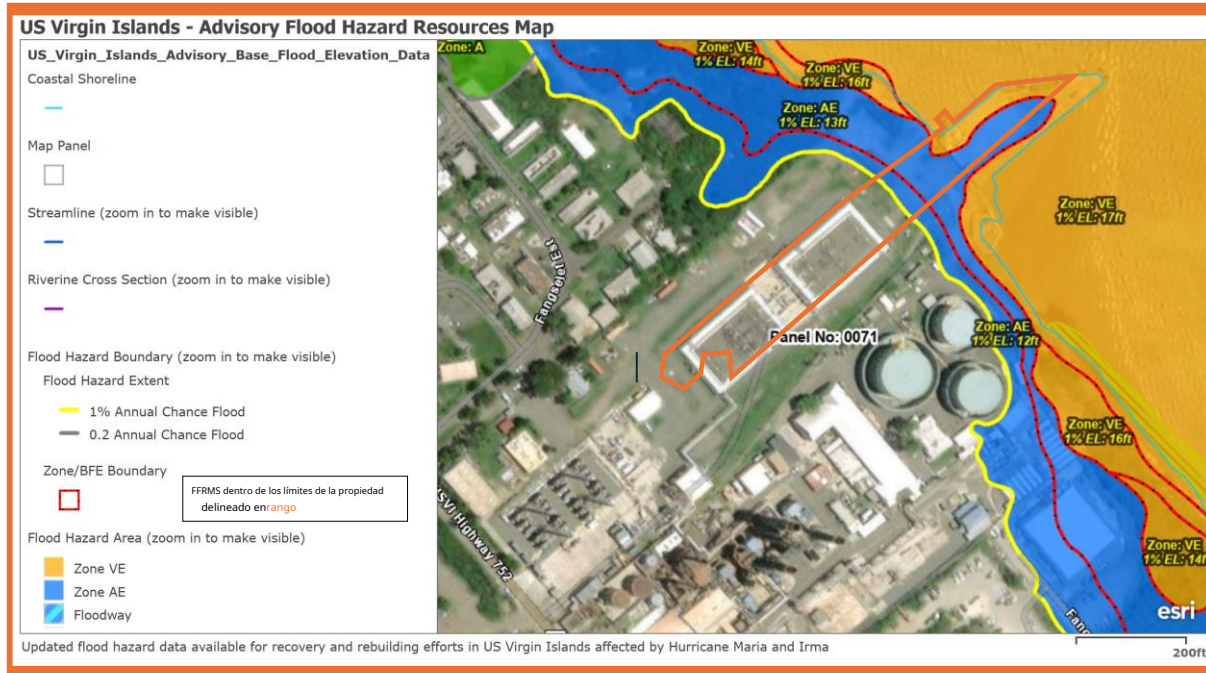 US Virgin Islands - Advisory Flood Hazard Resources Map
US_Virgin_Islands_Advisory_Base_Flood_Elevation_Data
Coastal Shoreline
Map Panel
Streamline (zoom in to make visible)
Riverine Cross Section (zoom in to make visible)
Flood Hazard Boundary (zoom in to make visible)
Flood Hazard Extent
1% Annual Chance Flood
0.2 Annual Chance Flood
Zone/BFE Boundary
FFRMS dentro de los límites de la propiedad
delineado enrango
Flood Hazard Area (zoom in to make visible)
Zone VE
Zone AE
Floodway
Zone: A
Zone: VE
1% EL: 14ft
Zone: VE
1% EL: 16ft
Zone: AE
1% EL: 13ft
Zone: VE
1% EL: 17ft
Fangselet Est
Panel No: 0071
Zone: AE
1% EL: 12ft
Zone: VE
1% EL: 16ft
USVI Highway 752
Zone: VE
1% EL: 14ft
Fang
esri
Updated flood hazard data available for recovery and rebuilding efforts in US Virgin Islands affected by Hurricane Maria and Irma
200ft